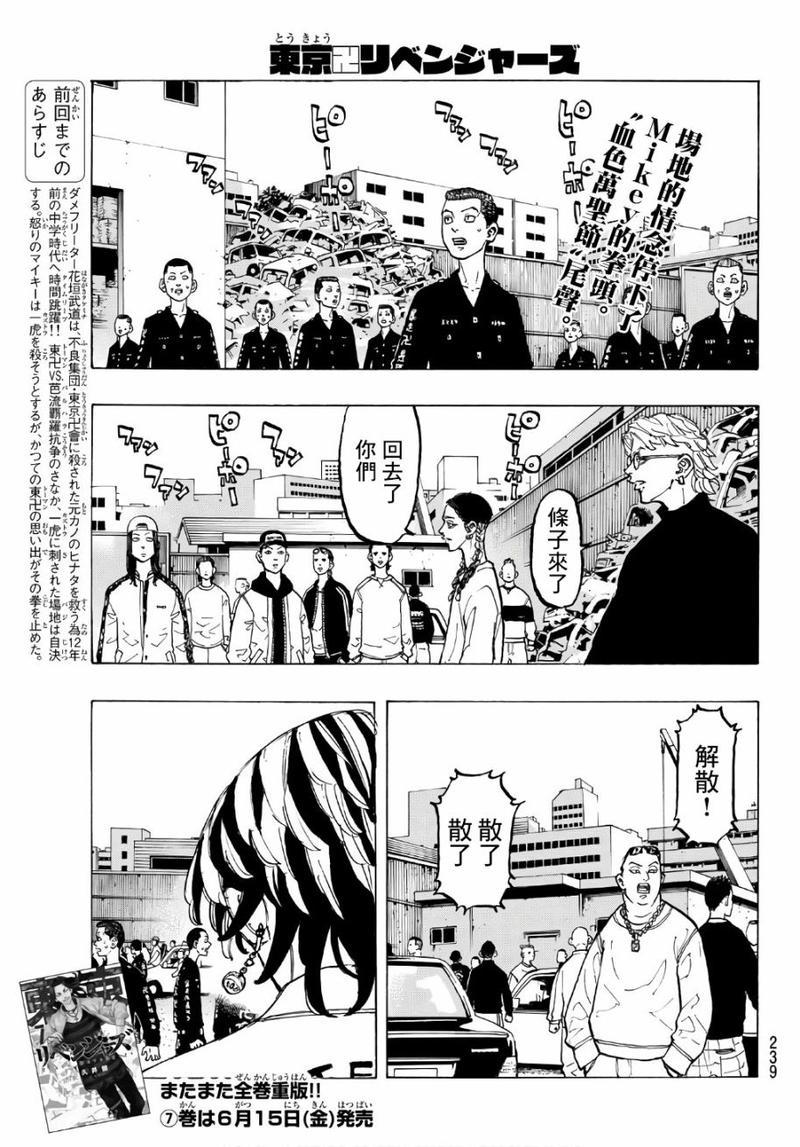 東京卍リベンジャーズ
とうきょう
場地的情念停下了
Mikey的拳頭。
“血色萬聖節”尾聲。
ファン
ファン
ピーポー
ピーポー
ファン
ファン
ピーポー
前回までの
あらすじ
ダメフリーター花垣武道は、不良集団・東京卍會に殺された元カノのヒナタを救う為12年
前の中学時代へ時間跳躍!! 東卍VS.芭流覇羅抗争のさなか、一虎に刺された場地は自決
する。怒りのマイキーは一虎を殺そうとするが、かつての東卍の思い出がその拳を止めた。
條子來了
回去了
你們
ピーポー
ピーポー
ファン
ファン
解散！
散了
散了
またまた全巻重版!!
⑦巻は6月15日(金)発売
239